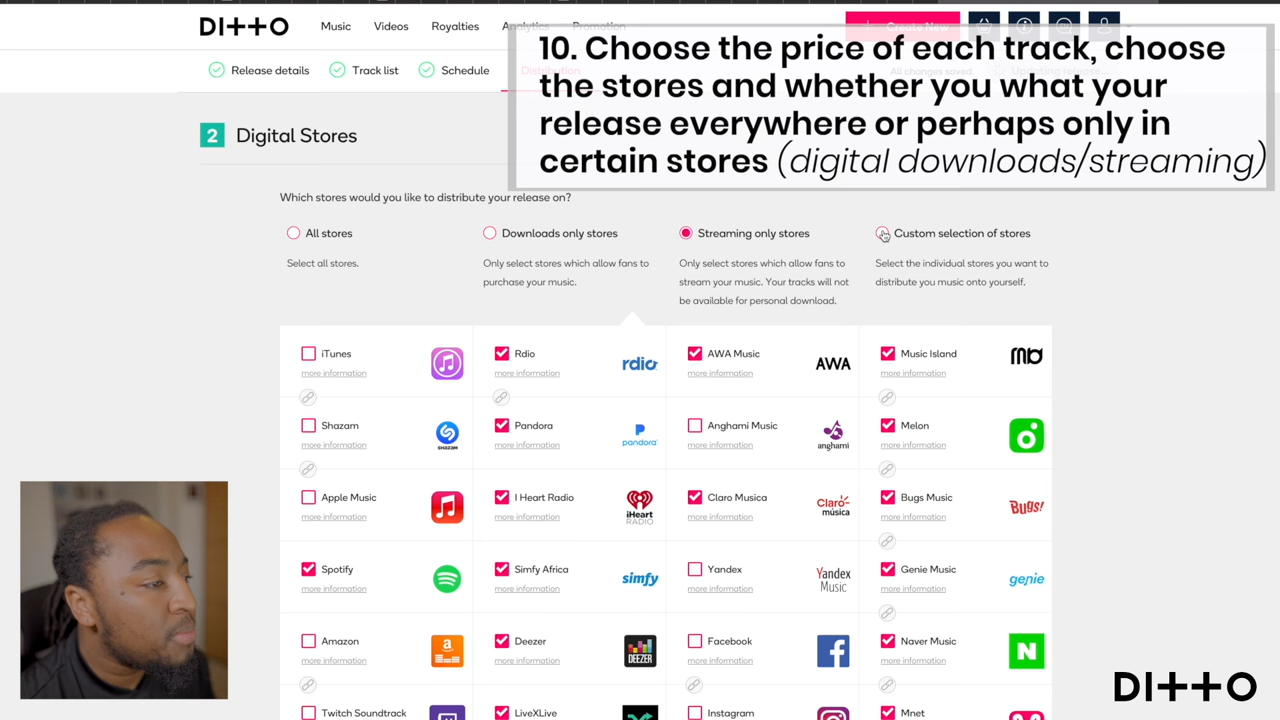 DITTO
Music
Videos
Royalties
Analytics
Promotion
Create New
Release details
Track list
Schedule
Distribution
All changes saved.
Updating release...
10. Choose the price of each track, choose
the stores and whether you what your
release everywhere or perhaps only in
certain stores (digital downloads/streaming)
2 Digital Stores
Which stores would you like to distribute your release on?
All stores
Select all stores.
Downloads only stores
Only select stores which allow fans to
purchase your music.
Streaming only stores
Only select stores which allow fans to
stream your music. Your tracks will not
be available for personal download.
Custom selection of stores
Select the individual stores you want to
distribute you music onto yourself.
iTunes
more information
Rdio
more information
rdio
AWA Music
more information
AWA
Music Island
more information
Shazam
more information
SHAZAM
Pandora
more information
pandora
Anghami Music
more information
anghami
Melon
more information
Apple Music
more information
I Heart Radio
more information
iHeart
RADIO
Claro Musica
more information
Claro
música
Bugs Music
more information
Bugs!
Spotify
more information
Simfy Africa
more information
simfy
Yandex
more information
Yandex
Music
Genie Music
more information
genie
Amazon
more information
a
Deezer
more information
DEEZER
Facebook
more information
f
Naver Music
more information
N
Twitch Soundtrack
LiveXLive
Instagram
Mnet
DITTO